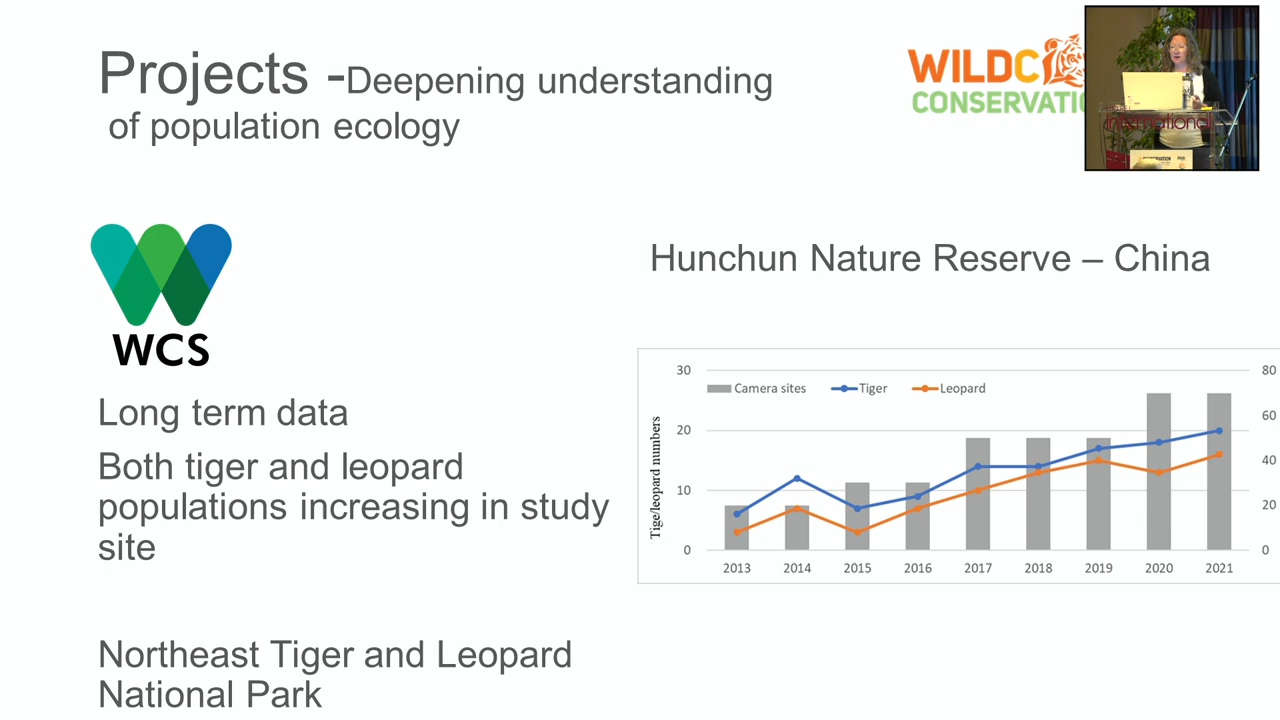 Projects -Deepening understanding
of population ecology
WILDC
CONSERVATIO
International
WCS
Long term data
Both tiger and leopard
populations increasing in study
site
Northeast Tiger and Leopard
National Park
Hunchun Nature Reserve – China
Tige/leopard numbers
30
20
10
0
Camera sites
Tiger
Leopard
80
60
40
20
0
2013 2014 2015 2016 2017 2018 2019 2020 2021